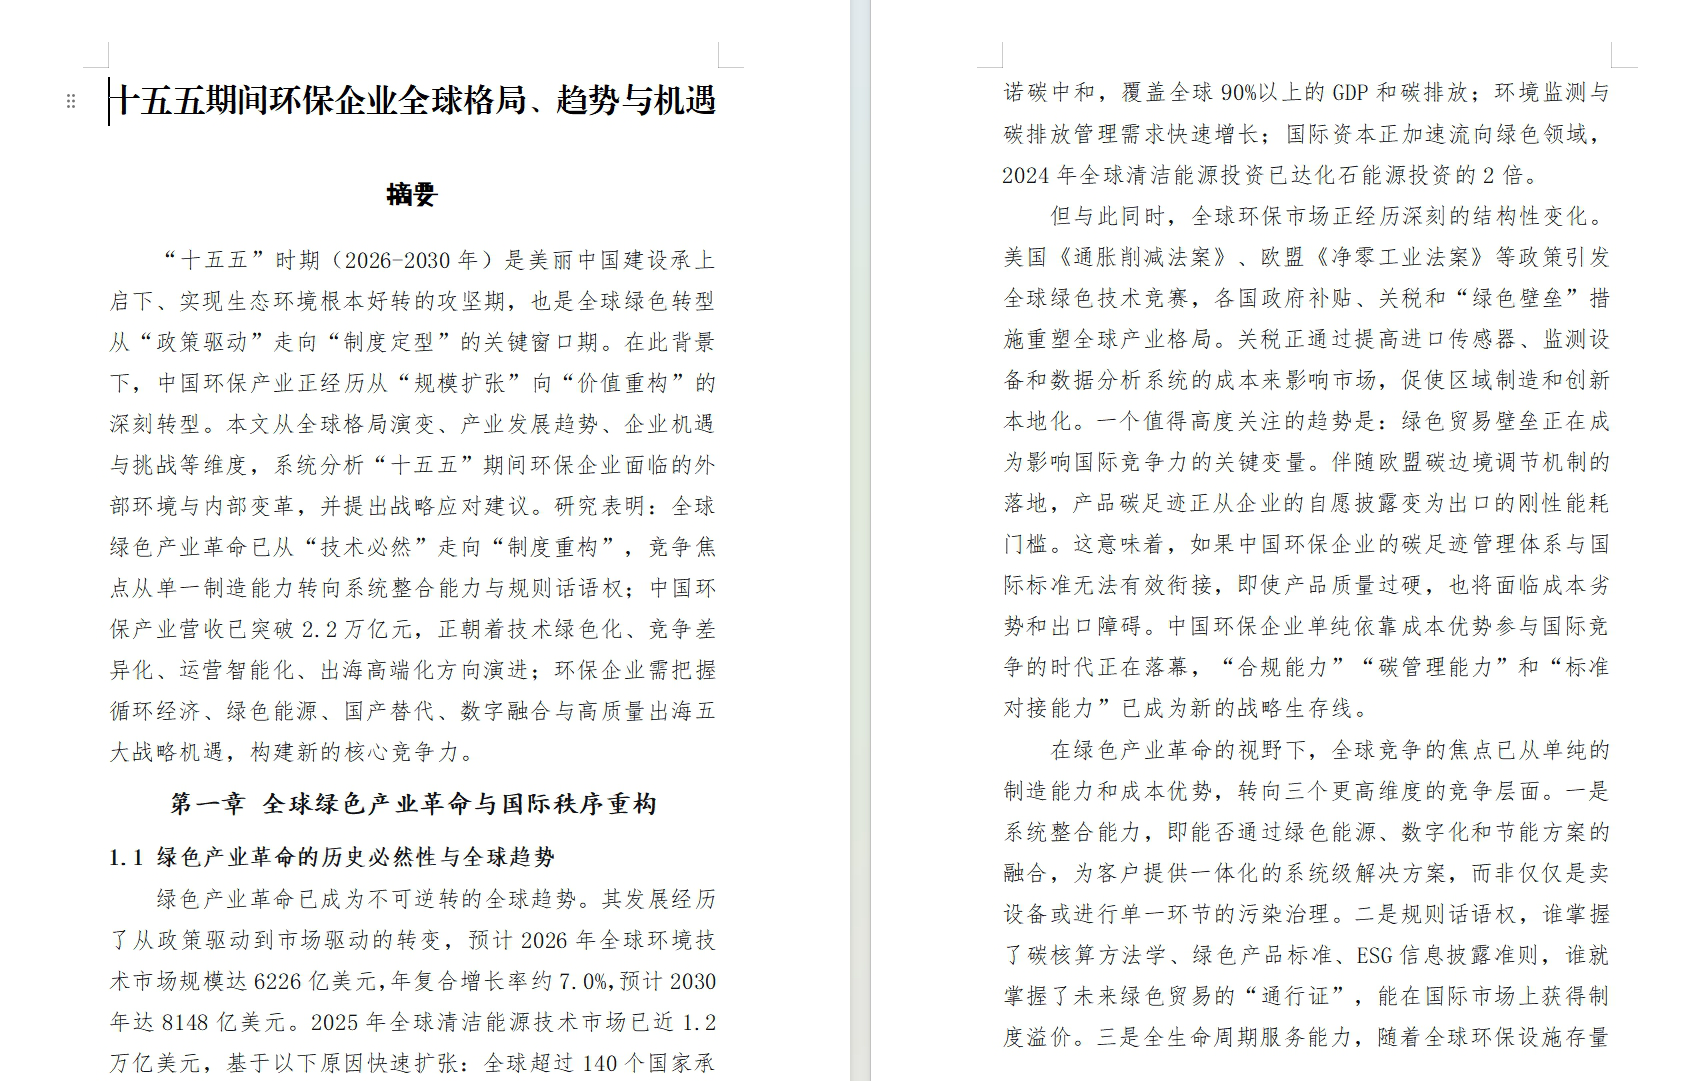 十五五期间环保企业全球格局、趋势与机遇
摘要
“十五五”时期（2026-2030 年）是美丽中国建设承上
启下、实现生态环境根本好转的攻坚期，也是全球绿色转型
从“政策驱动”走向“制度定型”的关键窗口期。在此背景
下，中国环保产业正经历从“规模扩张”向“价值重构”的
深刻转型。本文从全球格局演变、产业发展趋势、企业机遇
与挑战等维度，系统分析“十五五”期间环保企业面临的外
部环境与内部变革，并提出战略应对建议。研究表明：全球
绿色产业革命已从“技术必然”走向“制度重构”，竞争焦
点从单一制造能力转向系统整合能力与规则话语权；中国环
保产业营收已突破 2.2 万亿元，正朝着技术绿色化、竞争差
异化、运营智能化、出海高端化方向演进；环保企业需把握
循环经济、绿色能源、国产替代、数字融合与高质量出海五
大战略机遇，构建新的核心竞争力。
第一章 全球绿色产业革命与国际秩序重构
1.1 绿色产业革命的历史必然性与全球趋势
绿色产业革命已成为不可逆转的全球趋势。其发展经历
了从政策驱动到市场驱动的转变，预计 2026 年全球环境技
术市场规模达 6226 亿美元,年复合增长率约 7.0%,预计 2030
年达 8148 亿美元。2025 年全球清洁能源技术市场已近 1.2
万亿美元，基于以下原因快速扩张：全球超过 140 个国家承
诺碳中和，覆盖全球 90%以上的 GDP 和碳排放；环境监测与
碳排放管理需求快速增长；国际资本正加速流向绿色领域，
2024 年全球清洁能源投资已达化石能源投资的 2 倍。
但与此同时，全球环保市场正经历深刻的结构性变化。
美国《通胀削减法案》、欧盟《净零工业法案》等政策引发
全球绿色技术竞赛，各国政府补贴、关税和“绿色壁垒”措
施重塑全球产业格局。关税正通过提高进口传感器、监测设
备和数据分析系统的成本来影响市场，促使区域制造和创新
本地化。一个值得高度关注的趋势是：绿色贸易壁垒正在成
为影响国际竞争力的关键变量。伴随欧盟碳边境调节机制的
落地，产品碳足迹正从企业的自愿披露变为出口的刚性能耗
门槛。这意味着，如果中国环保企业的碳足迹管理体系与国
际标准无法有效衔接，即使产品质量过硬，也将面临成本劣
势和出口障碍。中国环保企业单纯依靠成本优势参与国际竞
争的时代正在落幕，“合规能力”“碳管理能力”和“标准
对接能力”已成为新的战略生存线。
在绿色产业革命的视野下，全球竞争的焦点已从单纯的
制造能力和成本优势，转向三个更高维度的竞争层面。一是
系统整合能力，即能否通过绿色能源、数字化和节能方案的
融合，为客户提供一体化的系统级解决方案，而非仅仅是卖
设备或进行单一环节的污染治理。二是规则话语权，谁掌握
了碳核算方法学、绿色产品标准、ESG 信息披露准则，谁就
掌握了未来绿色贸易的“通行证”，能在国际市场上获得制
度溢价。三是全生命周期服务能力，随着全球环保设施存量